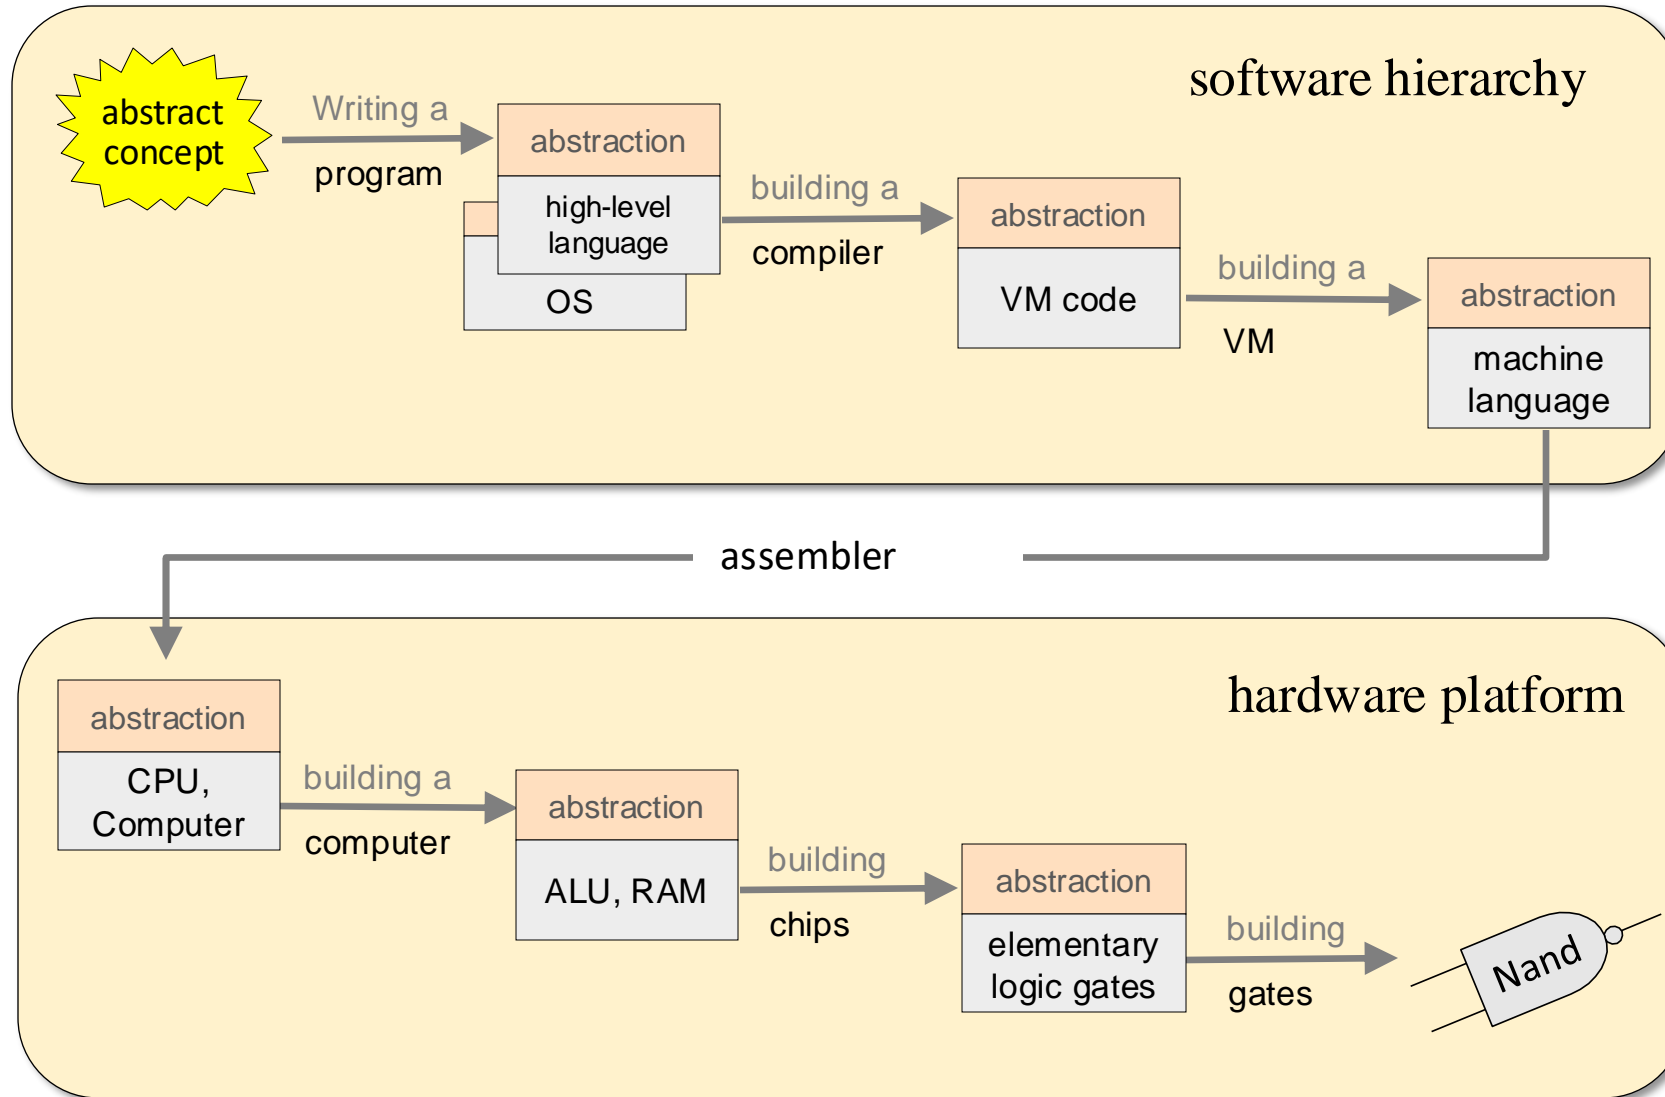 software hierarchy
abstract
concept
Writing a
program
abstraction
high-level
language
OS
building a
compiler
abstraction
VM code
building a
VM
abstraction
machine
language
assembler
hardware platform
abstraction
CPU,
Computer
building a
computer
abstraction
ALU, RAM
building
chips
abstraction
elementary
logic gates
building
gates
Nand